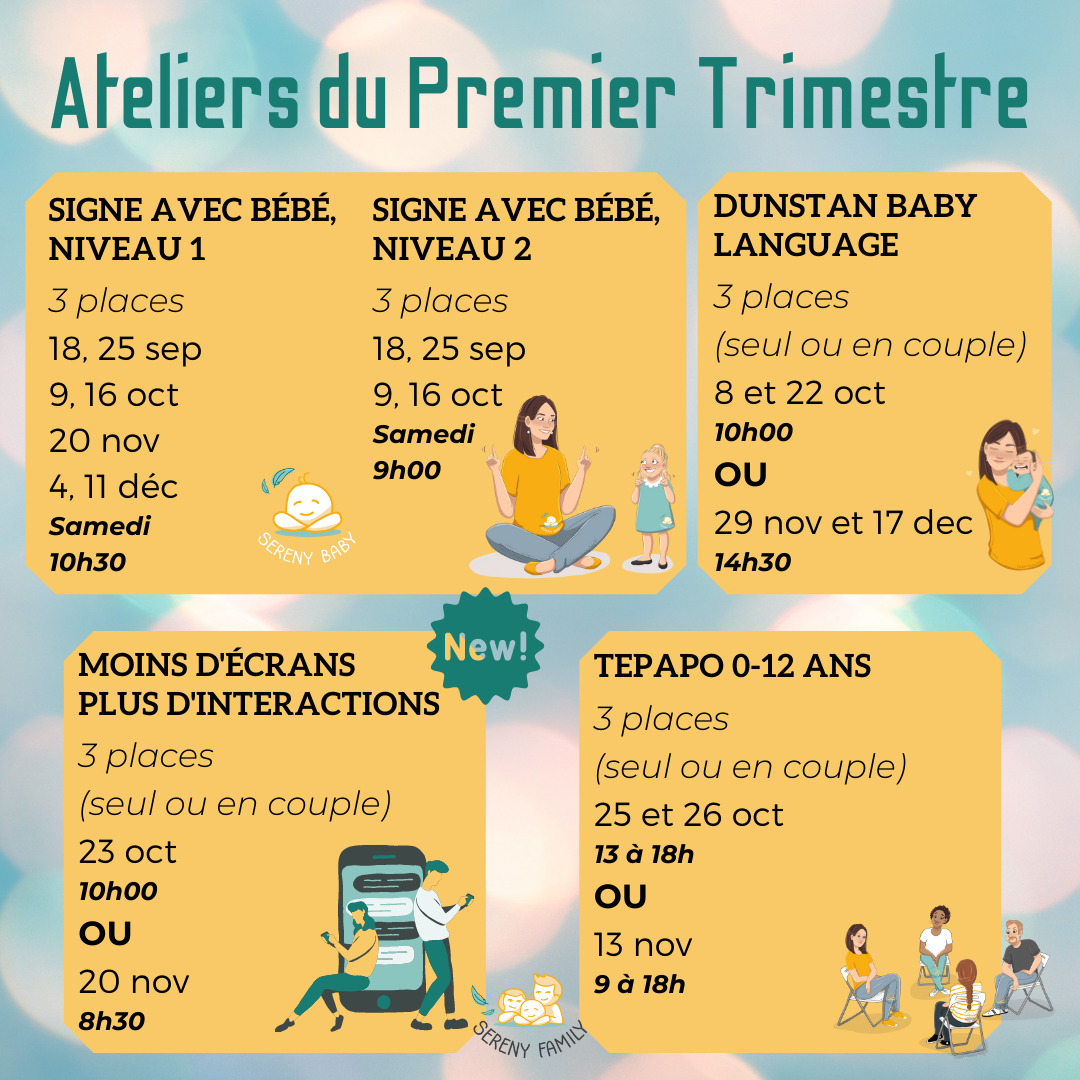 Ateliers du Premier Trimestre
SIGNE AVEC BÉBÉ,
NIVEAU 1
3 places
18, 25 sep
9, 16 oct
20 nov
4, 11 déc
Samedi
10h30
SERENY BABY
SIGNE AVEC BÉBÉ,
NIVEAU 2
3 places
18, 25 sep
9, 16 oct
Samedi
9h00
DUNSTAN BABY
LANGUAGE
3 places
(seul ou en couple)
8 et 22 oct
10h00
OU
29 nov et 17 dec
14h30
New!
MOINS D'ÉCRANS
PLUS D'INTERACTIONS
3 places
(seul ou en couple)
23 oct
10h00
OU
20 nov
8h30
SERENY FAMILY
TEPAPO 0-12 ANS
3 places
(seul ou en couple)
25 et 26 oct
13 à 18h
OU
13 nov
9 à 18h